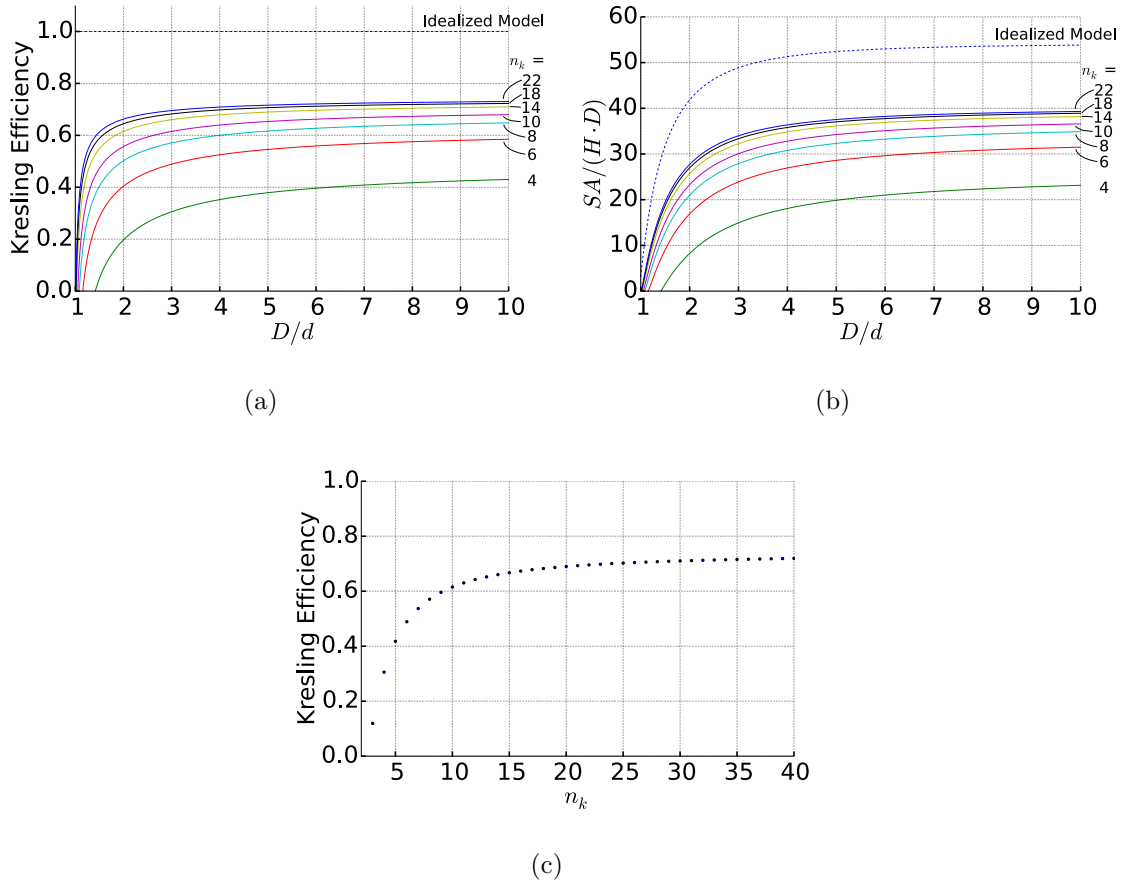 Kresling Efficiency
1.0
0.8
0.6
0.4
0.2
0.0
Idealized Model
n_k =
22
18
14
10
8
6
4
1 2 3 4 5 6 7 8 9 10
D/d
(a)
SA/(H·D)
60
50
40
30
20
10
0
Idealized Model
n_k =
22
18
14
10
8
6
4
1 2 3 4 5 6 7 8 9 10
D/d
(b)
Kresling Efficiency
1.0
0.8
0.6
0.4
0.2
0.0
5 10 15 20 25 30 35 40
n_k
(c)